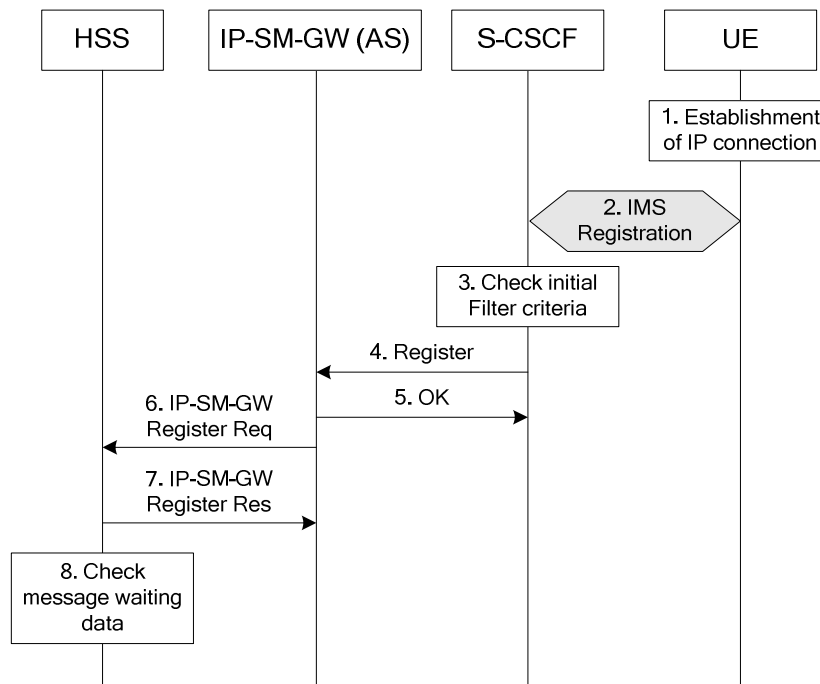 HSS
IP-SM-GW (AS)
S-CSCF
UE
1. Establishment
of IP connection
2. IMS
Registration
3. Check initial
Filter criteria
4. Register
5. OK
6. IP-SM-GW
Register Req
7. IP-SM-GW
Register Res
8. Check
message waiting
data